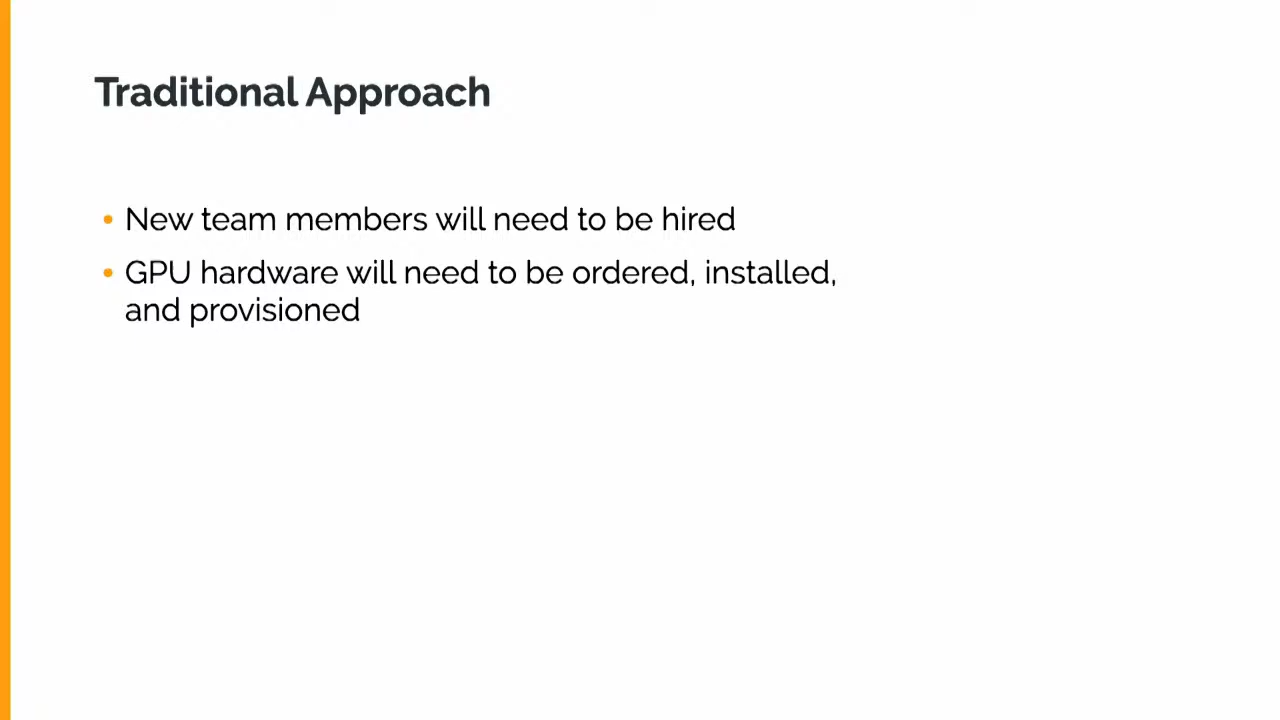 Traditional Approach
• New team members will need to be hired
• GPU hardware will need to be ordered, installed,
and provisioned